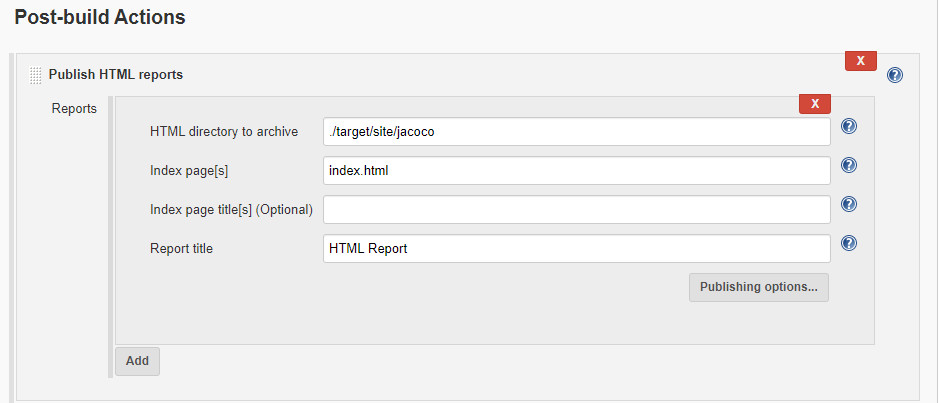 Post-build Actions
X
Publish HTML reports
?
Reports
X
HTML directory to archive ./target/site/jacoco ?
Index page[s] index.html ?
Index page title[s] (Optional) ?
Report title HTML Report ?
Publishing options...
Add